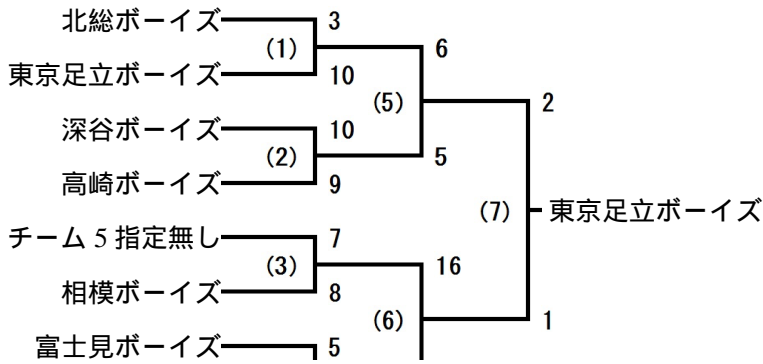 北総ボーイズ 3
(1) 6
東京足立ボーイズ 10
(5) 2
深谷ボーイズ 10
(2) 5
高崎ボーイズ 9
(7) 東京足立ボーイズ
チーム 5 指定無し 7
(3) 16
相模ボーイズ 8
(6) 1
富士見ボーイズ 5